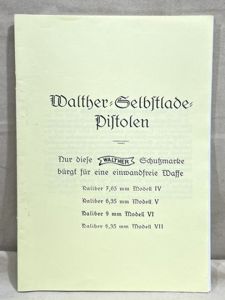 Walther-Selbstlade-
Pistolen
Nur diese WALTHER Schutzmarke
bürgt für eine einwandfreie Waffe
Kaliber 7,65 mm Modell IV
Kaliber 6,35 mm Modell V
Kaliber 9 mm Modell VI
Kaliber 6,35 mm Modell VII